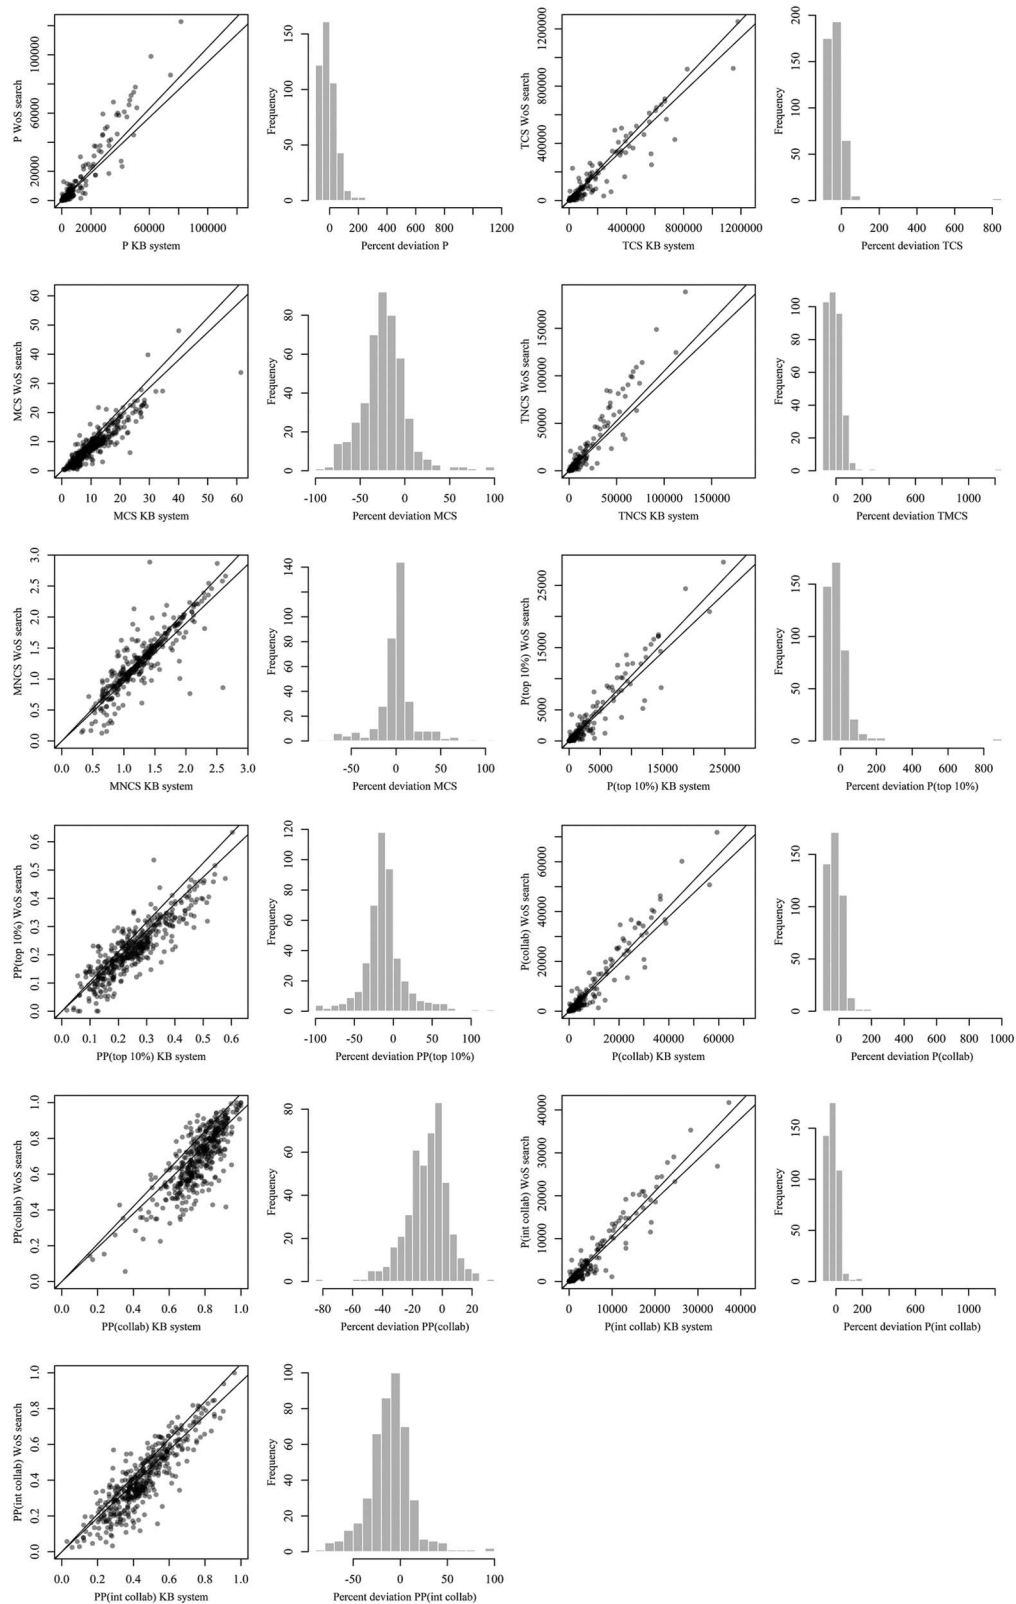 P WoS search
100000
60000
20000
0
0 20000 60000 100000
P KB system
Frequency
150
100
50
0
0 200 400 600 800 1200
Percent deviation P
TCS WoS search
1200000
800000
400000
0
0 400000 800000 1200000
TCS KB system
Frequency
200
150
100
50
0
0 200 400 600 800
Percent deviation TCS
MCS WoS search
60
50
40
30
20
10
0
0 10 20 30 40 50 60
MCS KB system
Frequency
80
60
40
20
0
-100 -50 0 50 100
Percent deviation MCS
TNCS WoS search
150000
100000
50000
0
0 50000 100000 150000
TNCS KB system
Frequency
100
80
60
40
20
0
0 200 600 1000
Percent deviation TMCS
MNCS WoS search
3.0
2.5
2.0
1.5
1.0
0.5
0.0
0.0 0.5 1.0 1.5 2.0 2.5 3.0
MNCS KB system
Frequency
140
120
100
80
60
40
20
0
-50 0 50 100
Percent deviation MCS
P(top 10%) WoS search
25000
15000
5000
0
0 5000 15000 25000
P(top 10%) KB system
Frequency
150
100
50
0
0 200 400 600 800
Percent deviation P(top 10%)
PP(top 10%) WoS search
0.6
0.5
0.4
0.3
0.2
0.1
0.0
0.0 0.1 0.2 0.3 0.4 0.5 0.6
PP(top 10%) KB system
Frequency
120
100
80
60
40
20
0
-100 -50 0 50 100
Percent deviation PP(top 10%)
P(collab) WoS search
60000
40000
20000
0
0 20000 40000 60000
P(collab) KB system
Frequency
150
100
50
0
0 200 400 600 800 1000
Percent deviation P(collab)
PP(collab) WoS search
1.0
0.8
0.6
0.4
0.2
0.0
0.0 0.2 0.4 0.6 0.8 1.0
PP(collab) KB system
Frequency
80
60
40
20
0
-80 -60 -40 -20 0 20
Percent deviation PP(collab)
P(int collab) WoS search
40000
30000
20000
10000
0
0 10000 20000 30000 40000
P(int collab) KB system
Frequency
150
100
50
0
0 200 600 1000
Percent deviation P(int collab)
PP(int collab) WoS search
1.0
0.8
0.6
0.4
0.2
0.0
0.0 0.2 0.4 0.6 0.8 1.0
PP(int collab) KB system
Frequency
100
80
60
40
20
0
-50 0 50 100
Percent deviation PP(int collab)